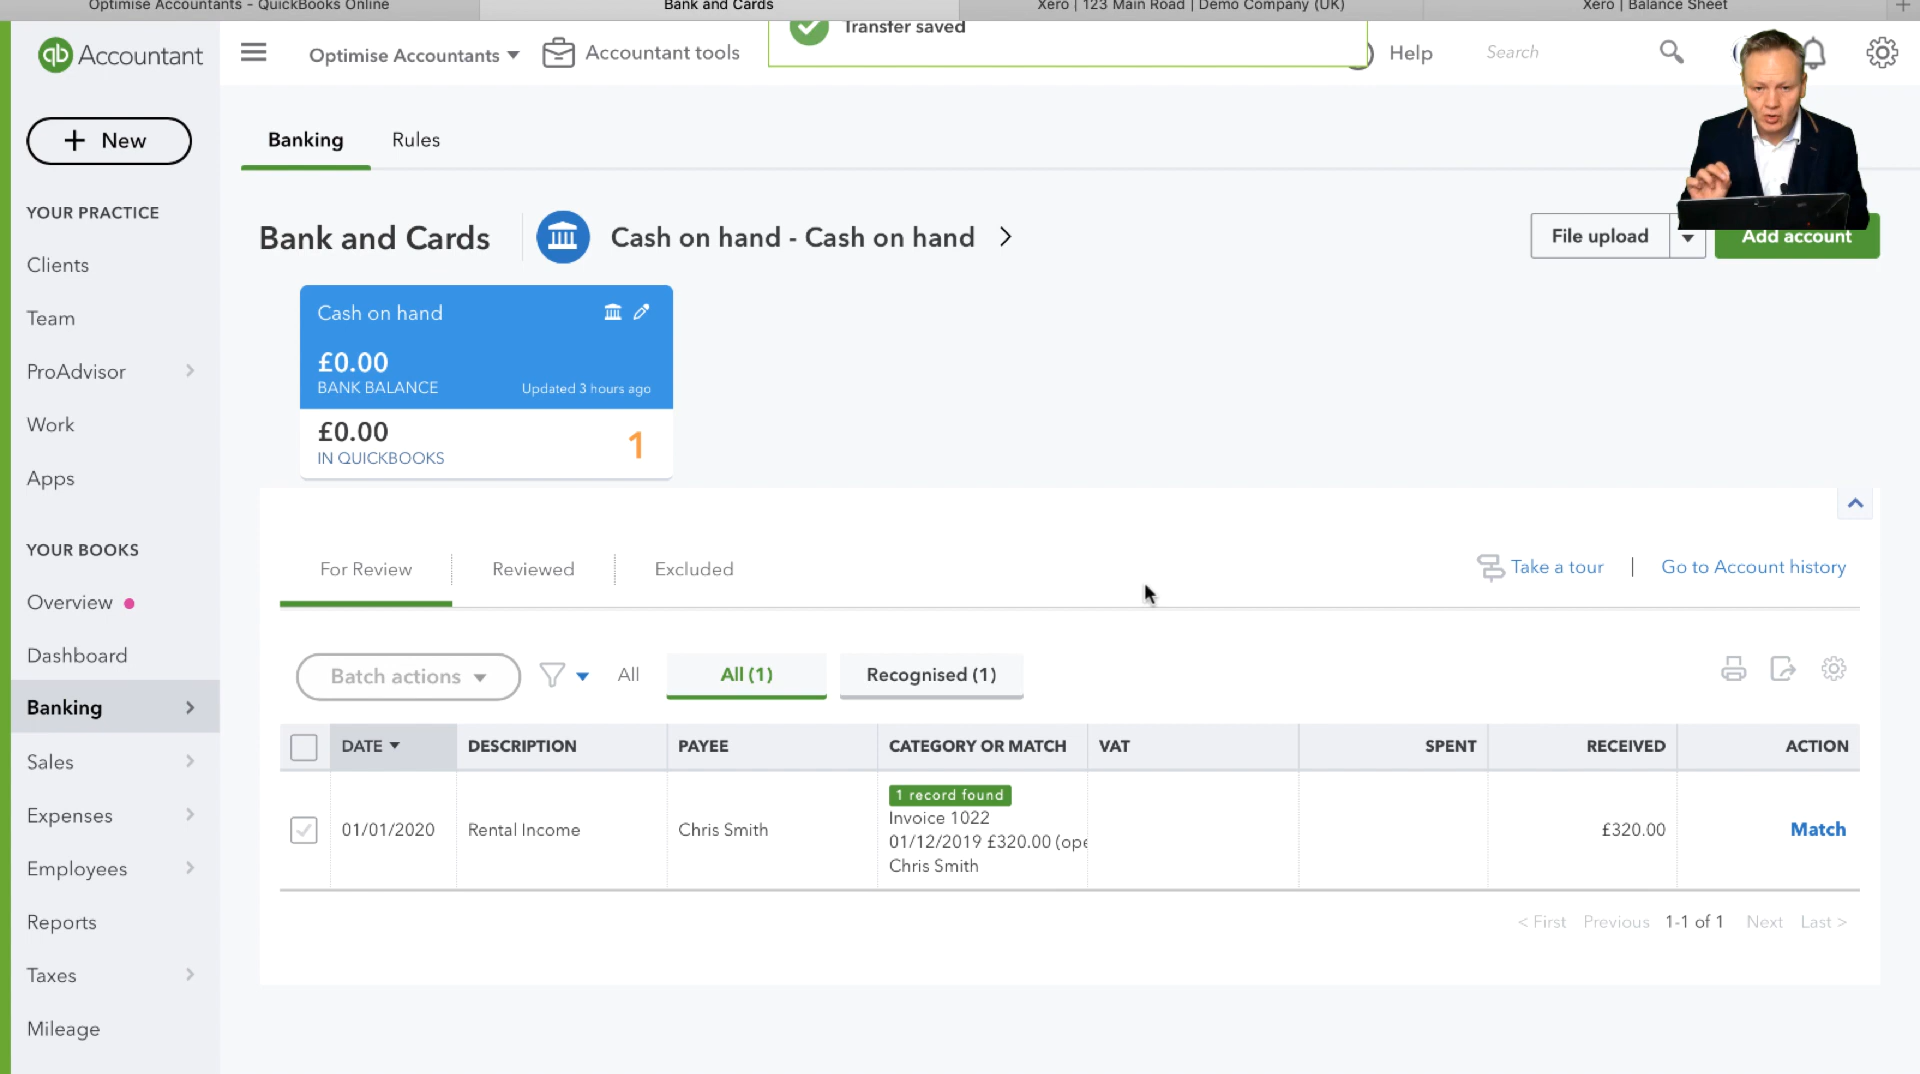 Optimise Accountants - QuickBooks Online
Bank and Cards
Xero | 123 Main Road | Demo Company (UK)
Xero | Balance Sheet
qb Accountant
Optimise Accountants
Accountant tools
Transfer saved
Help
Search
New
Banking
Rules
YOUR PRACTICE
Clients
Team
ProAdvisor
Work
Apps
YOUR BOOKS
Overview
Dashboard
Banking
Sales
Expenses
Employees
Reports
Taxes
Mileage
Bank and Cards
Cash on hand - Cash on hand
File upload
Add account
Cash on hand
£0.00
BANK BALANCE
Updated 3 hours ago
£0.00
1
IN QUICKBOOKS
For Review
Reviewed
Excluded
Take a tour
Go to Account history
Batch actions
All
All (1)
Recognised (1)
DATE
DESCRIPTION
PAYEE
CATEGORY OR MATCH
VAT
SPENT
RECEIVED
ACTION
01/01/2020
Rental Income
Chris Smith
1 record found
Invoice 1022
01/12/2019 £320.00 (ope
Chris Smith
£320.00
Match
< First
Previous
1-1 of 1
Next
Last >